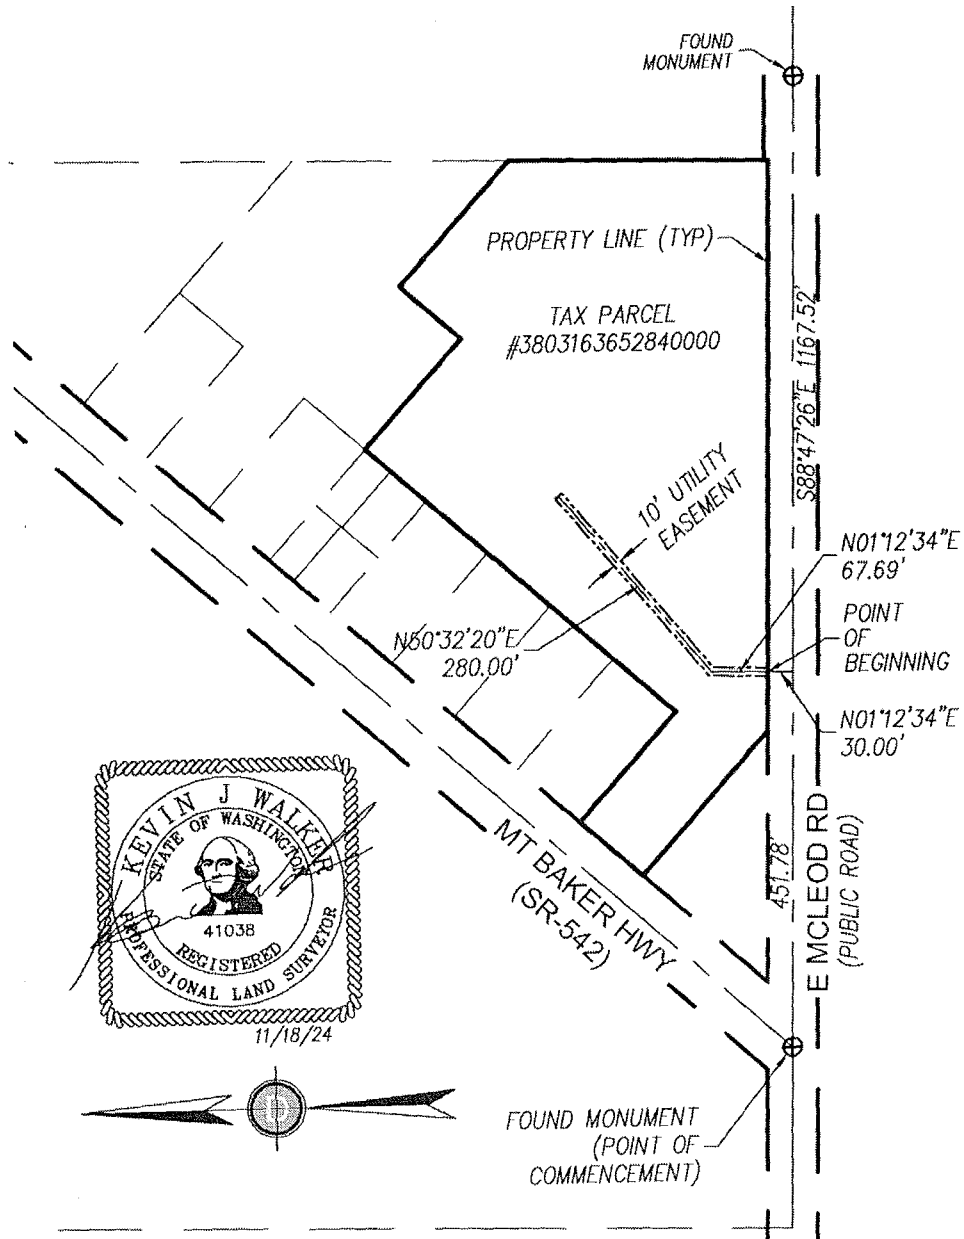 FOUND
MONUMENT
PROPERTY LINE (TYP)
TAX PARCEL
#3803163652840000
S88°47'26"E 1167.52'
10' UTILITY
EASEMENT
N01°12'34"E
67.69'
POINT
OF
BEGINNING
N50°32'20"E
280.00'
N01°12'34"E
30.00'
KEVIN J WALKER
STATE OF WASHINGTON
41038
REGISTERED
PROFESSIONAL LAND SURVEYOR
11/18/24
MT BAKER HWY
(SR-542)
451.78'
E MCLEOD RD
(PUBLIC ROAD)
FOUND MONUMENT
(POINT OF
COMMENCEMENT)